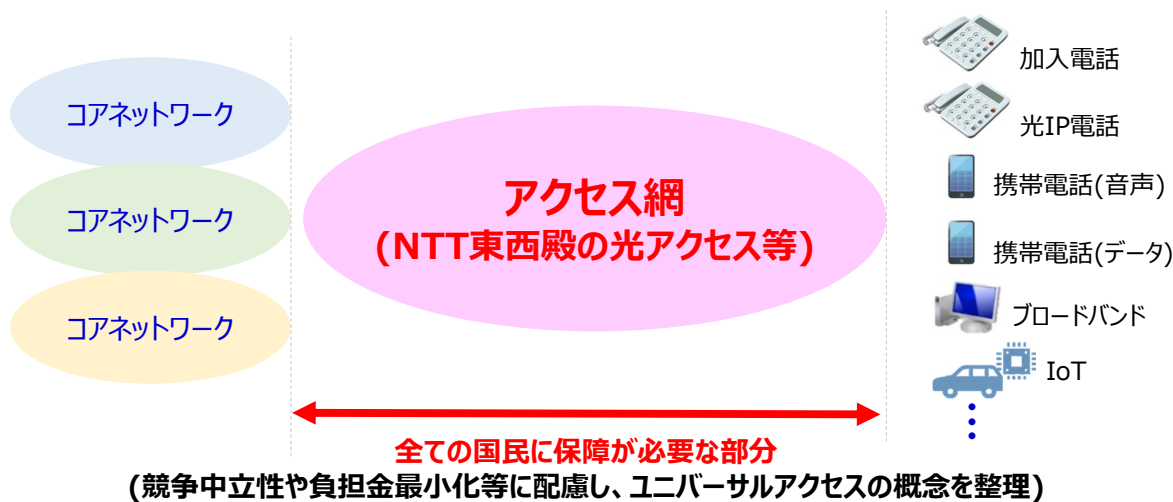 コアネットワーク
コアネットワーク
コアネットワーク
アクセス網
(NTT東西殿の光アクセス等)
加入電話
光IP電話
携帯電話(音声)
携帯電話(データ)
ブロードバンド
IoT
全ての国民に保障が必要な部分
(競争中立性や負担金最小化等に配慮し、ユニバーサルアクセスの概念を整理)